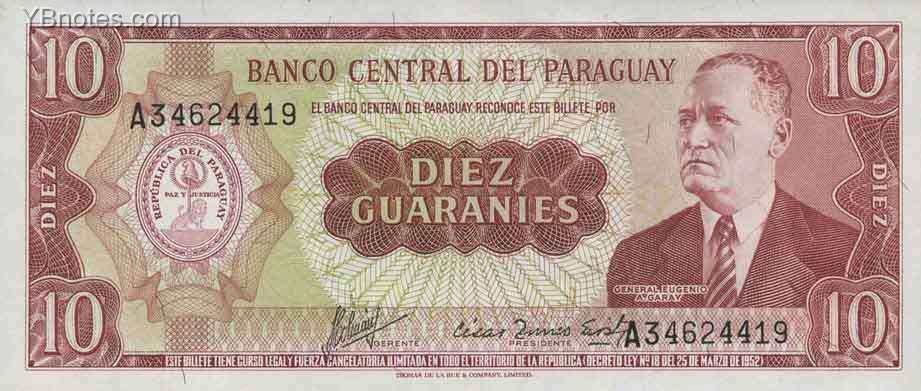 YBnotes.com
10
10
BANCO CENTRAL DEL PARAGUAY
A34624419
EL BANCO CENTRAL DEL PARAGUAY RECONOCE ESTE BILLETE, POR
REPÚBLICA DEL PARAGUAY
PAZ Y JUSTICIA
DIEZ
DIEZ
GUARANIES
DIEZ
GENERAL EUGENIO
A. GARAY
10
GERENTE
PRESIDENTE
A34624419
10
ESTE BILLETE TIENE CURSO LEGAL Y FUERZA CANCELATORIA ILIMITADA EN TODO EL TERRITORIO DE LA REPUBLICA (DECRETO LEY Nº 18 DEL 25 DE MARZO DE 1952)
THOMAS DE LA RUE & COMPANY, LIMITED.